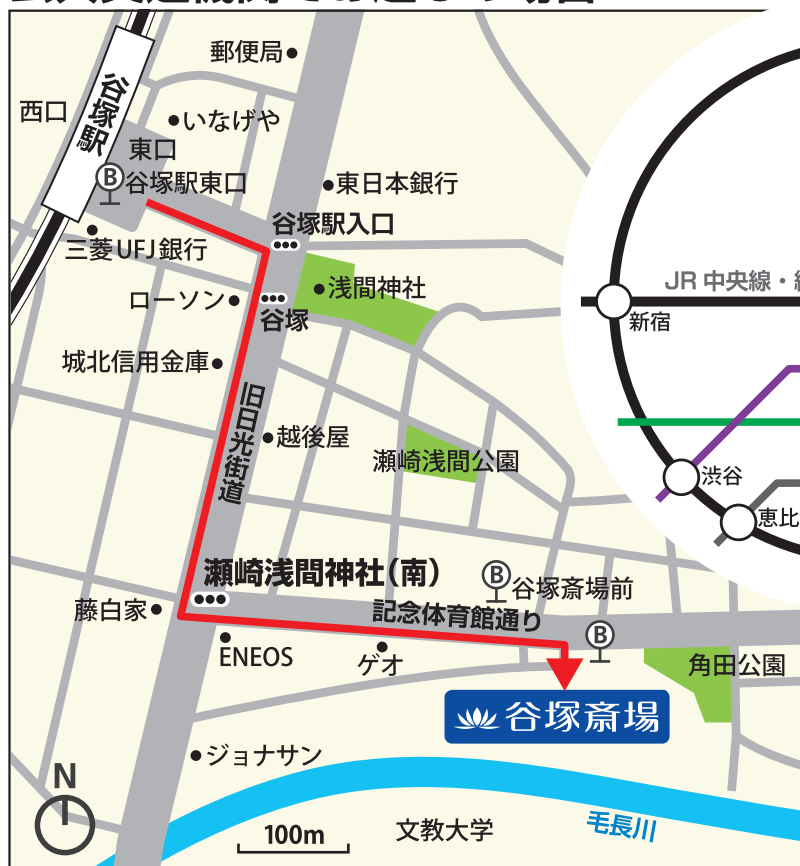 郵便局
西口
谷塚駅
いなげや
東口
B
谷塚駅東口
東日本銀行
谷塚駅入口
三菱UFJ銀行
浅間神社
JR 中央線・
ローソン
谷塚
新宿
城北信用金庫
旧日光街道
越後屋
瀬崎浅間公園
渋谷
恵比
瀬崎浅間神社(南)
B
谷塚斎場前
藤白家
記念体育館通り
B
ENEOS
ゲオ
角田公園
谷塚斎場
ジョナサン
N
100m
文教大学
毛長川